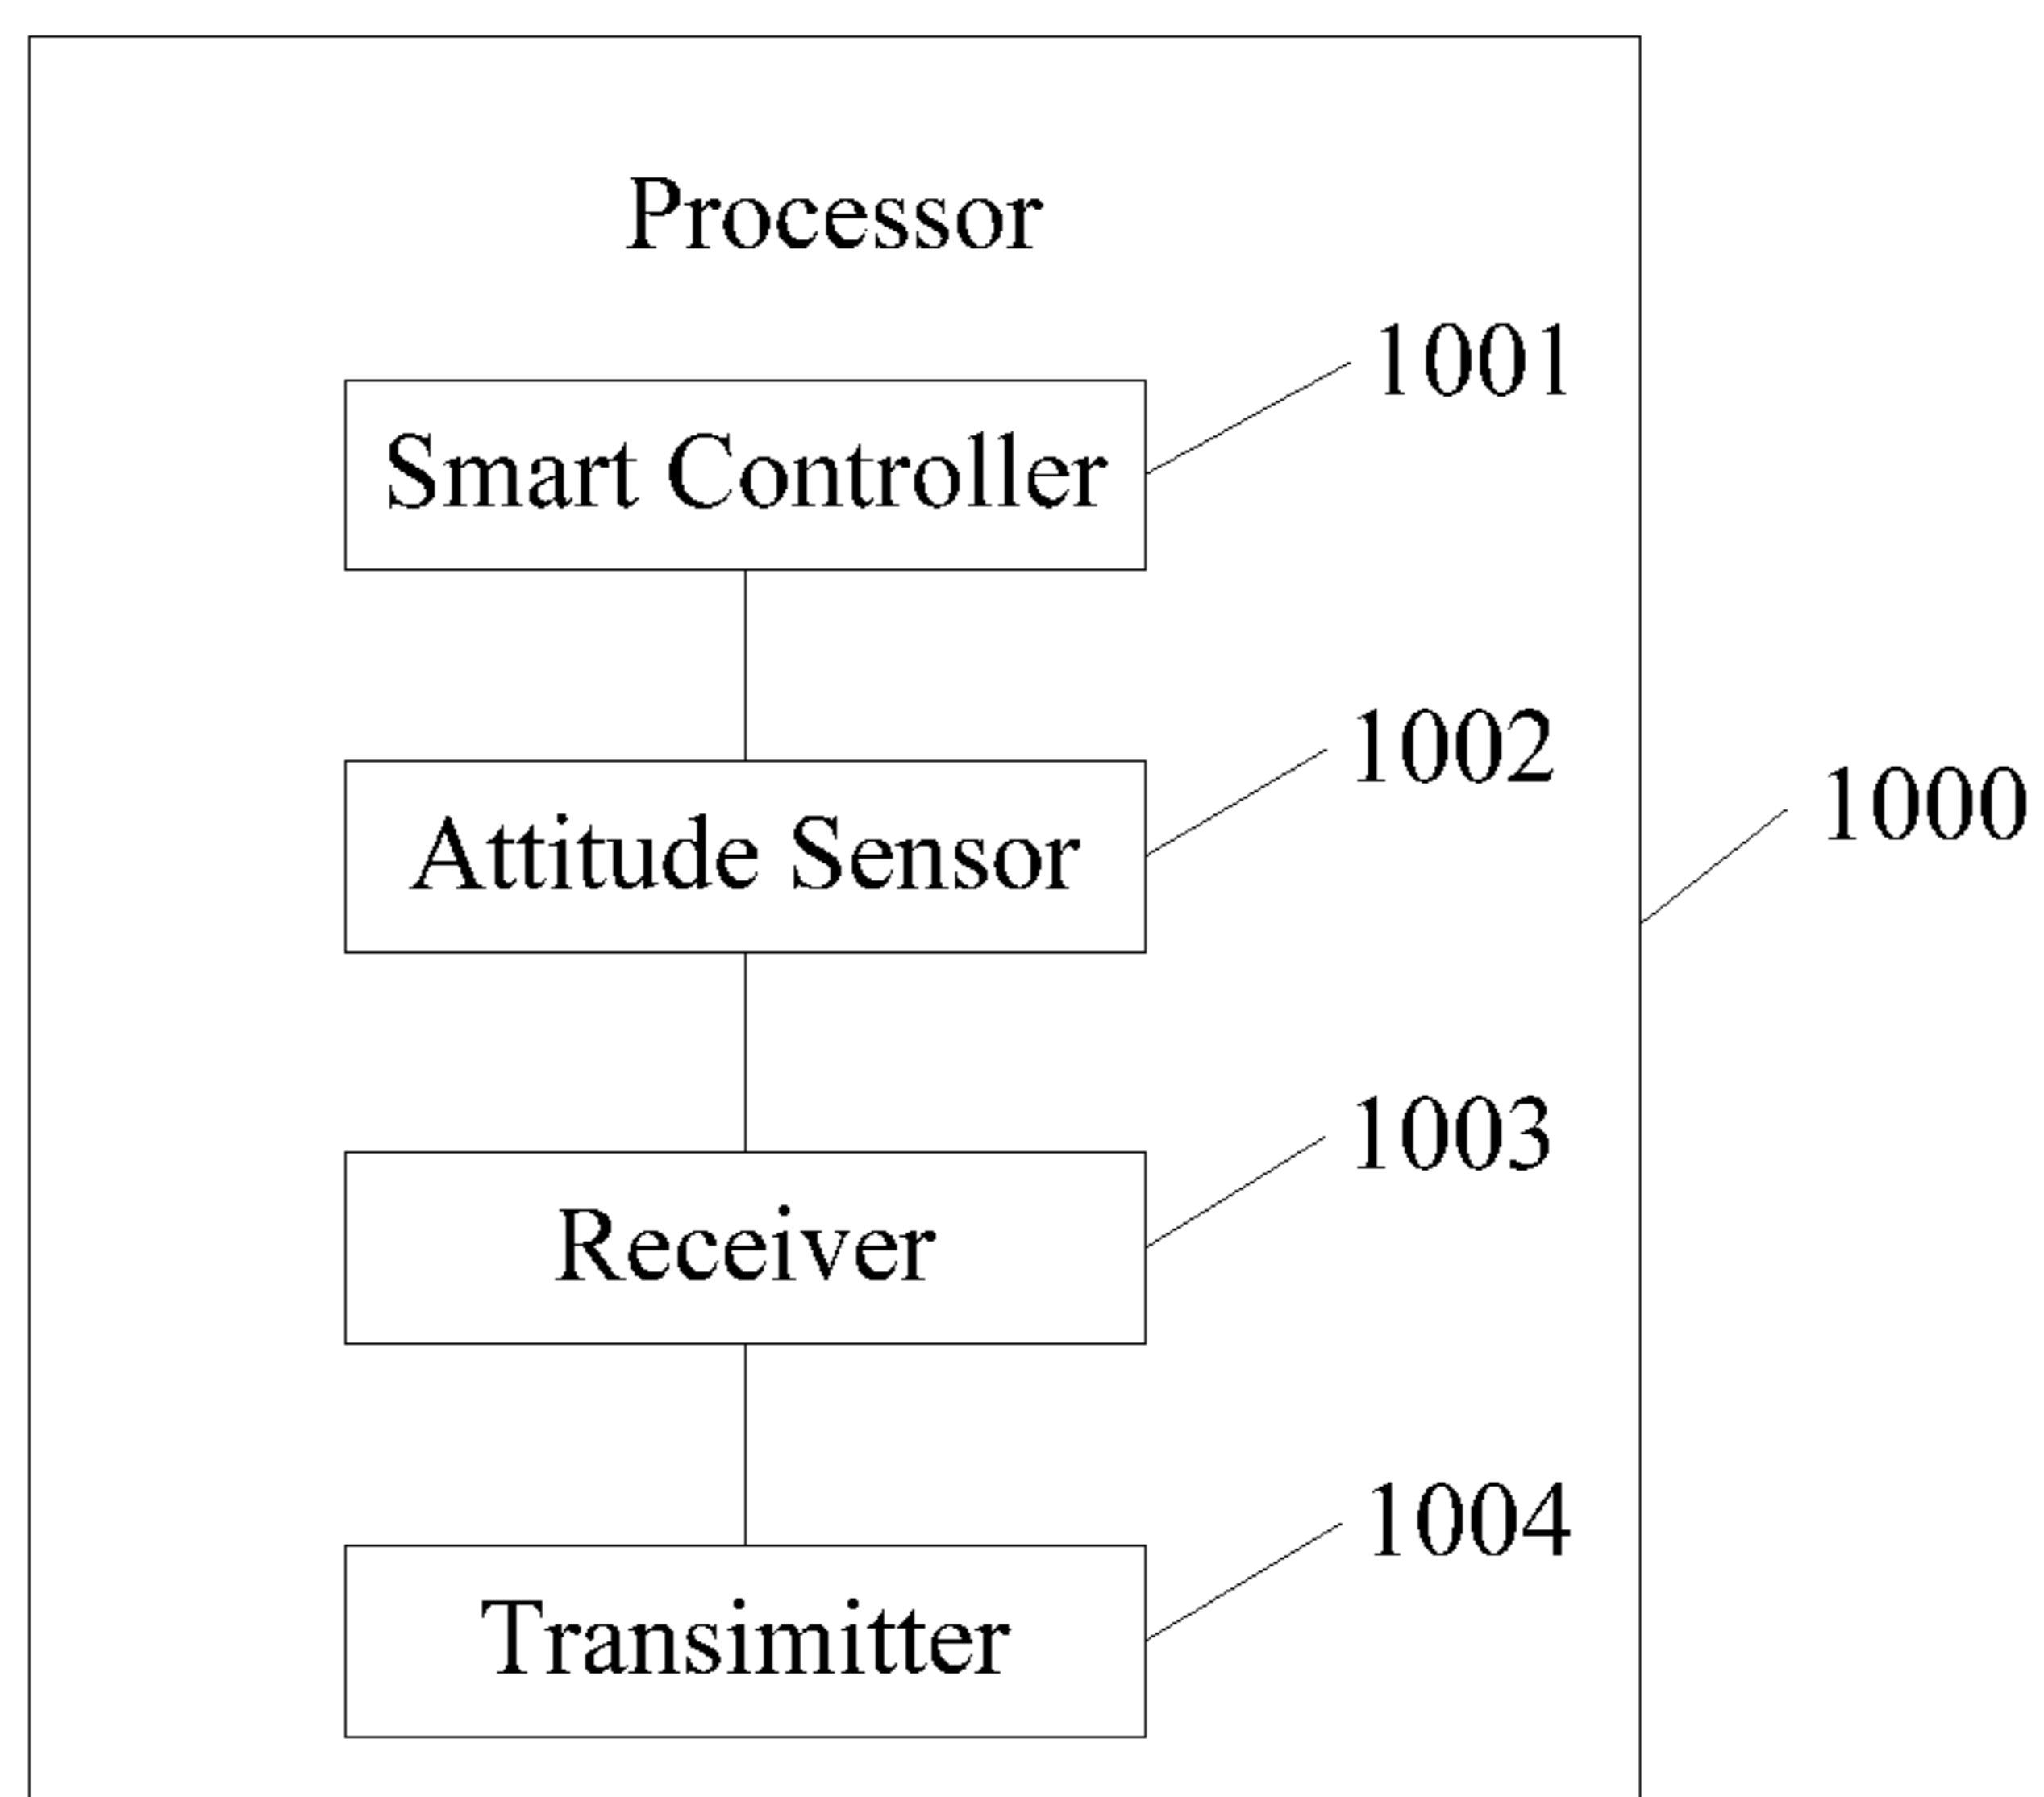 Processor
1001
Smart Controller
1002
1000
Attitude Sensor
1003
Receiver
1004
Transimitter